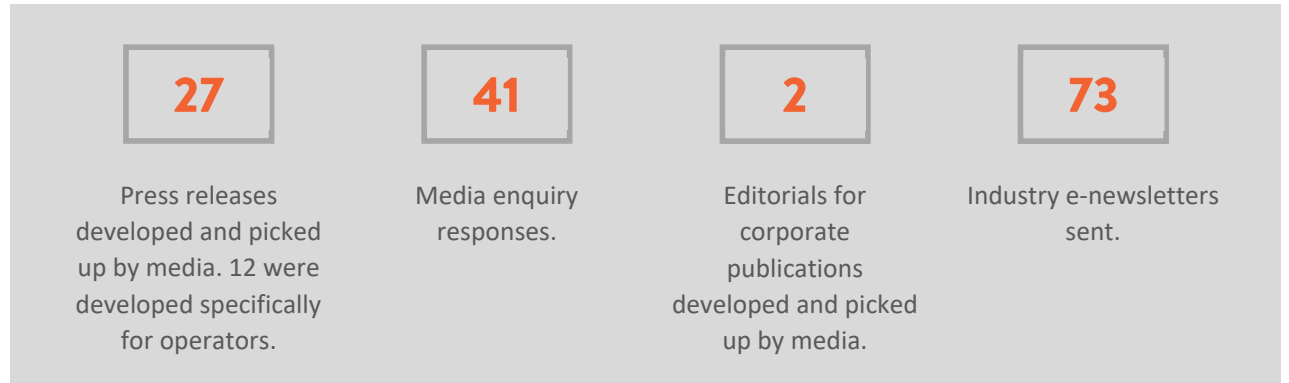 27
Press releases
developed and picked
up by media. 12 were
developed specifically
for operators.
41
Media enquiry
responses.
2
Editorials for
corporate
publications
developed and picked
up by media.
73
Industry e-newsletters
sent.